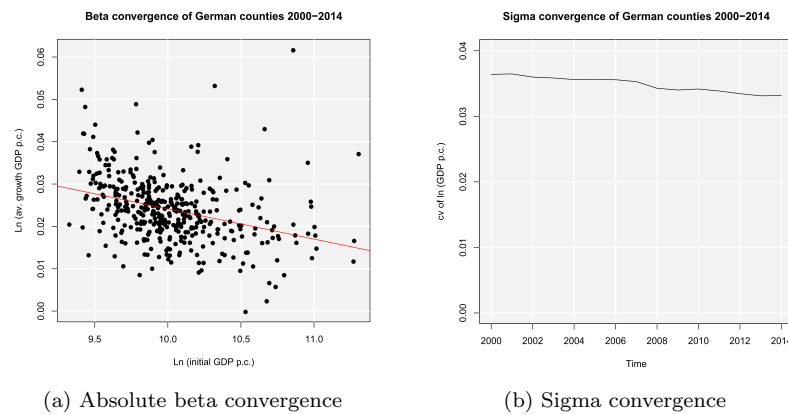 Beta convergence of German counties 2000−2014
Ln (av. growth GDP p.c.)
0.06
0.05
0.04
0.03
0.02
0.01
0.00
9.5 10.0 10.5 11.0
Ln (initial GDP p.c.)
(a) Absolute beta convergence
Sigma convergence of German counties 2000−2014
cv of ln (GDP p.c.)
0.04
0.03
0.02
0.01
0.00
2000 2002 2004 2006 2008 2010 2012 2014
Time
(b) Sigma convergence